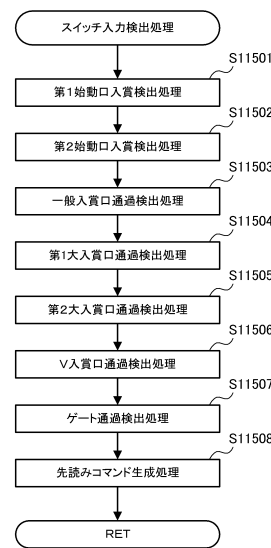 スイッチ入力検出処理
S11501
第1始動口入賞検出処理
S11502
第2始動口入賞検出処理
S11503
一般入賞口通過検出処理
S11504
第1大入賞口通過検出処理
S11505
第2大入賞口通過検出処理
S11506
V入賞口通過検出処理
S11507
ゲート通過検出処理
S11508
先読みコマンド生成処理
RET